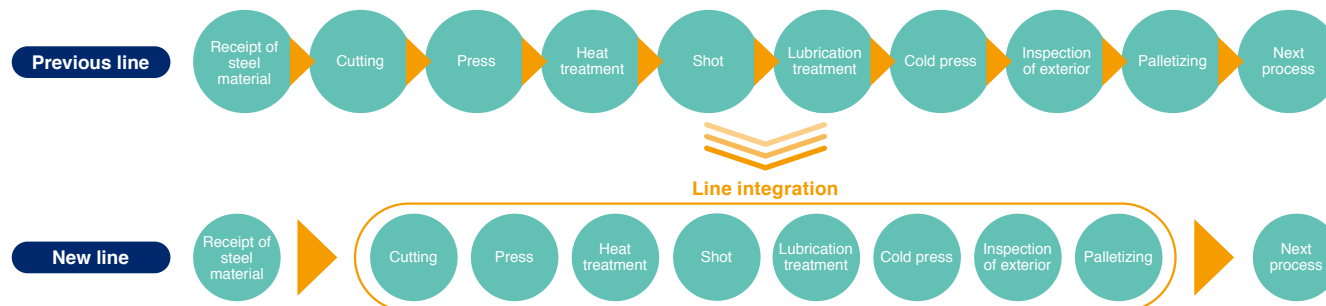 Previous line
Receipt of
steel
material
Cutting
Press
Heat
treatment
Shot
Lubrication
treatment
Cold press
Inspection
of exterior
Palletizing
Next
process
Line integration
New line
Receipt of
steel
material
Cutting
Press
Heat
treatment
Shot
Lubrication
treatment
Cold press
Inspection
of exterior
Palletizing
Next
process